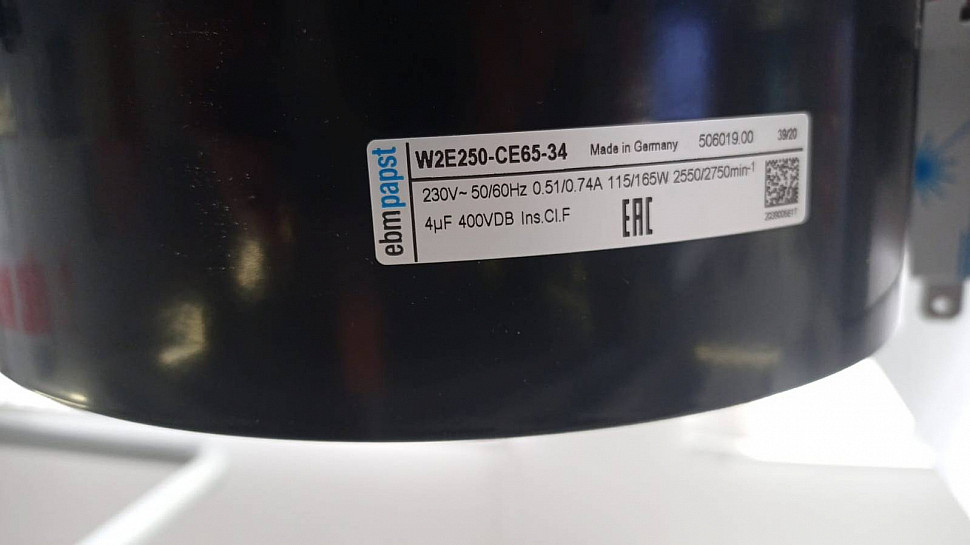 ebmpapst
W2E250-CE65-34 Made in Germany 506019.00 39/20
230V~ 50/60Hz 0.51/0.74A 115/165W 2550/2750min-1
4µF 400VDB Ins.Cl.F EAC